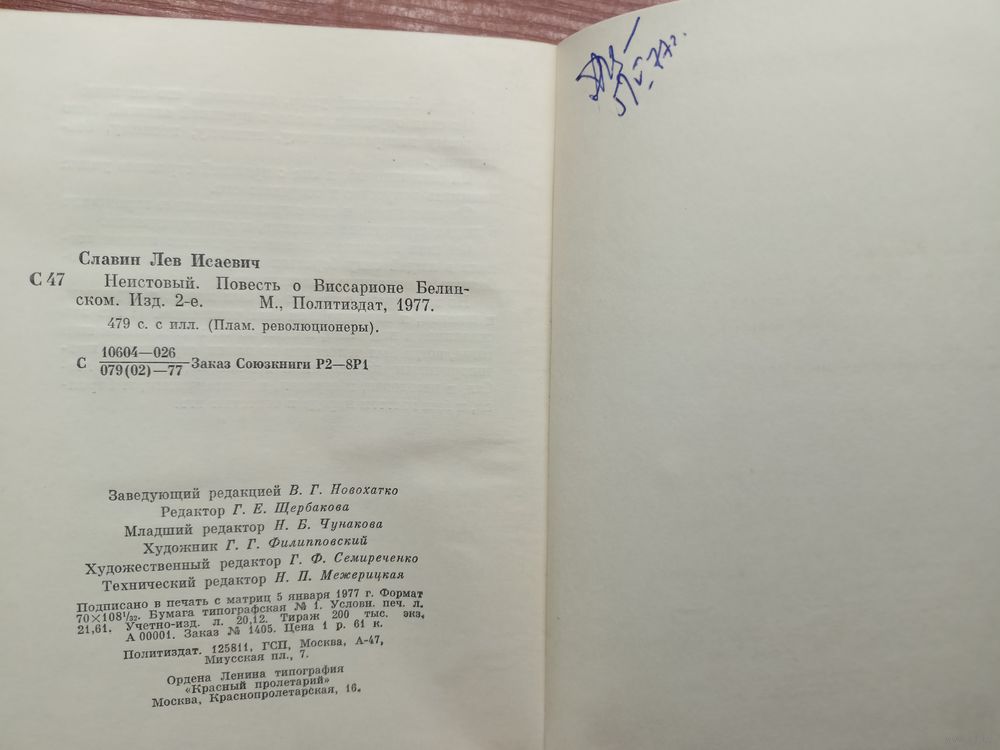 Славин Лев Исаевич
С 47
Неистовый. Повесть о Виссарионе Белин-
ском. Изд. 2-е. М., Политиздат, 1977.
479 с. с илл. (Плам. революционеры).
С 10604—026
079(02)—77 Заказ Союзкниги Р2—8Р1
Заведующий редакцией В. Г. Новохатко
Редактор Г. Е. Щербакова
Младший редактор Н. Б. Чунакова
Художник Г. Г. Филипповский
Художественный редактор Г. Ф. Семиреченко
Технический редактор Н. П. Межерицкая
Подписано в печать с матриц 5 января 1977 г. Формат
70×108¹/₃₂. Бумага типографская № 1. Условн. печ. л.
21,61. Учетно-изд. л. 20,12. Тираж 200 тыс. экз.
А 00001. Заказ № 1405. Цена 1 р. 61 к.
Политиздат. 125811, ГСП, Москва, А-47,
Миусская пл., 7.
Ордена Ленина типография
«Красный пролетарий»
Москва, Краснопролетарская, 16.
5/V-77г.